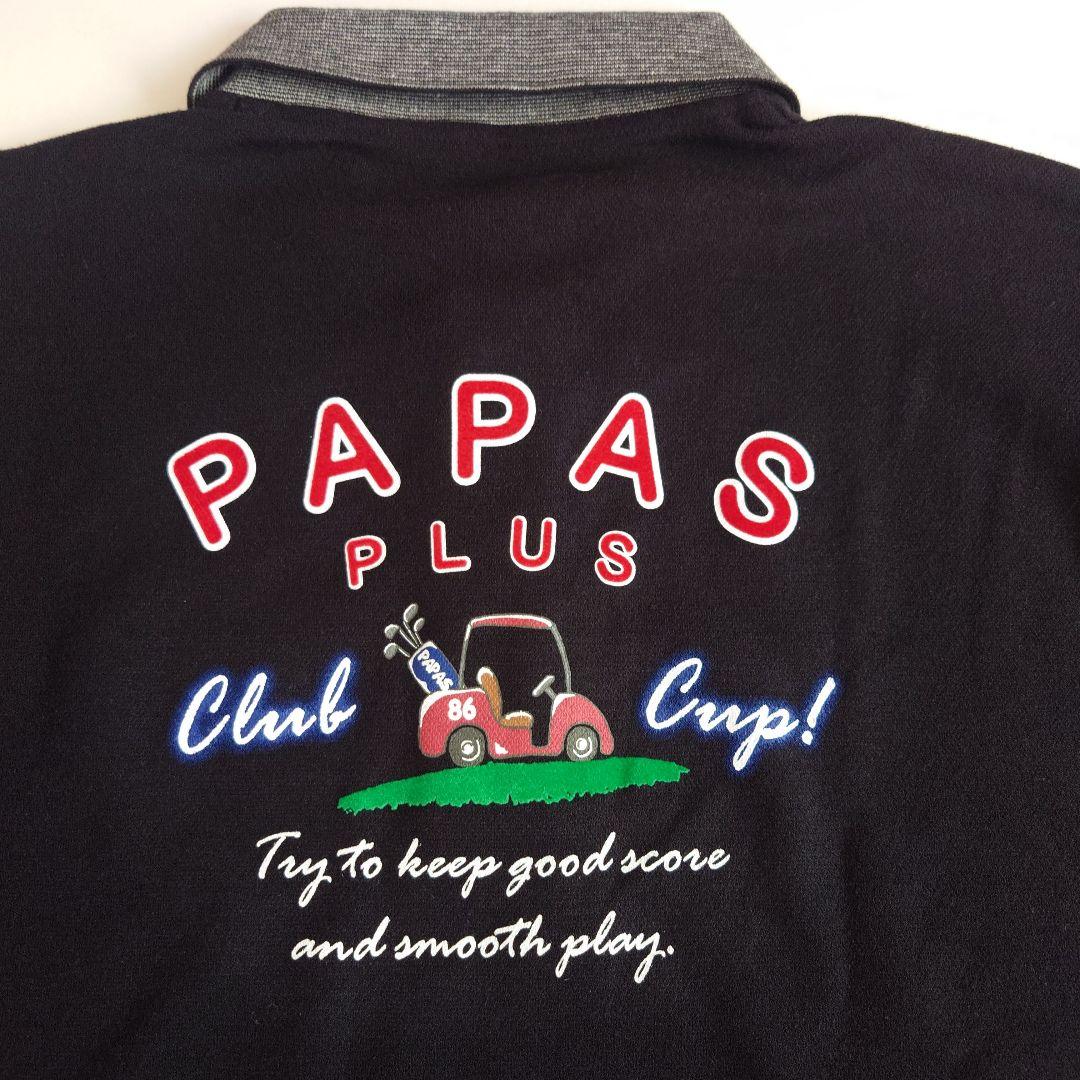 PAPAS
PLUS
PAPAS
86
Club Cup!
Try to keep good score
and smooth play.